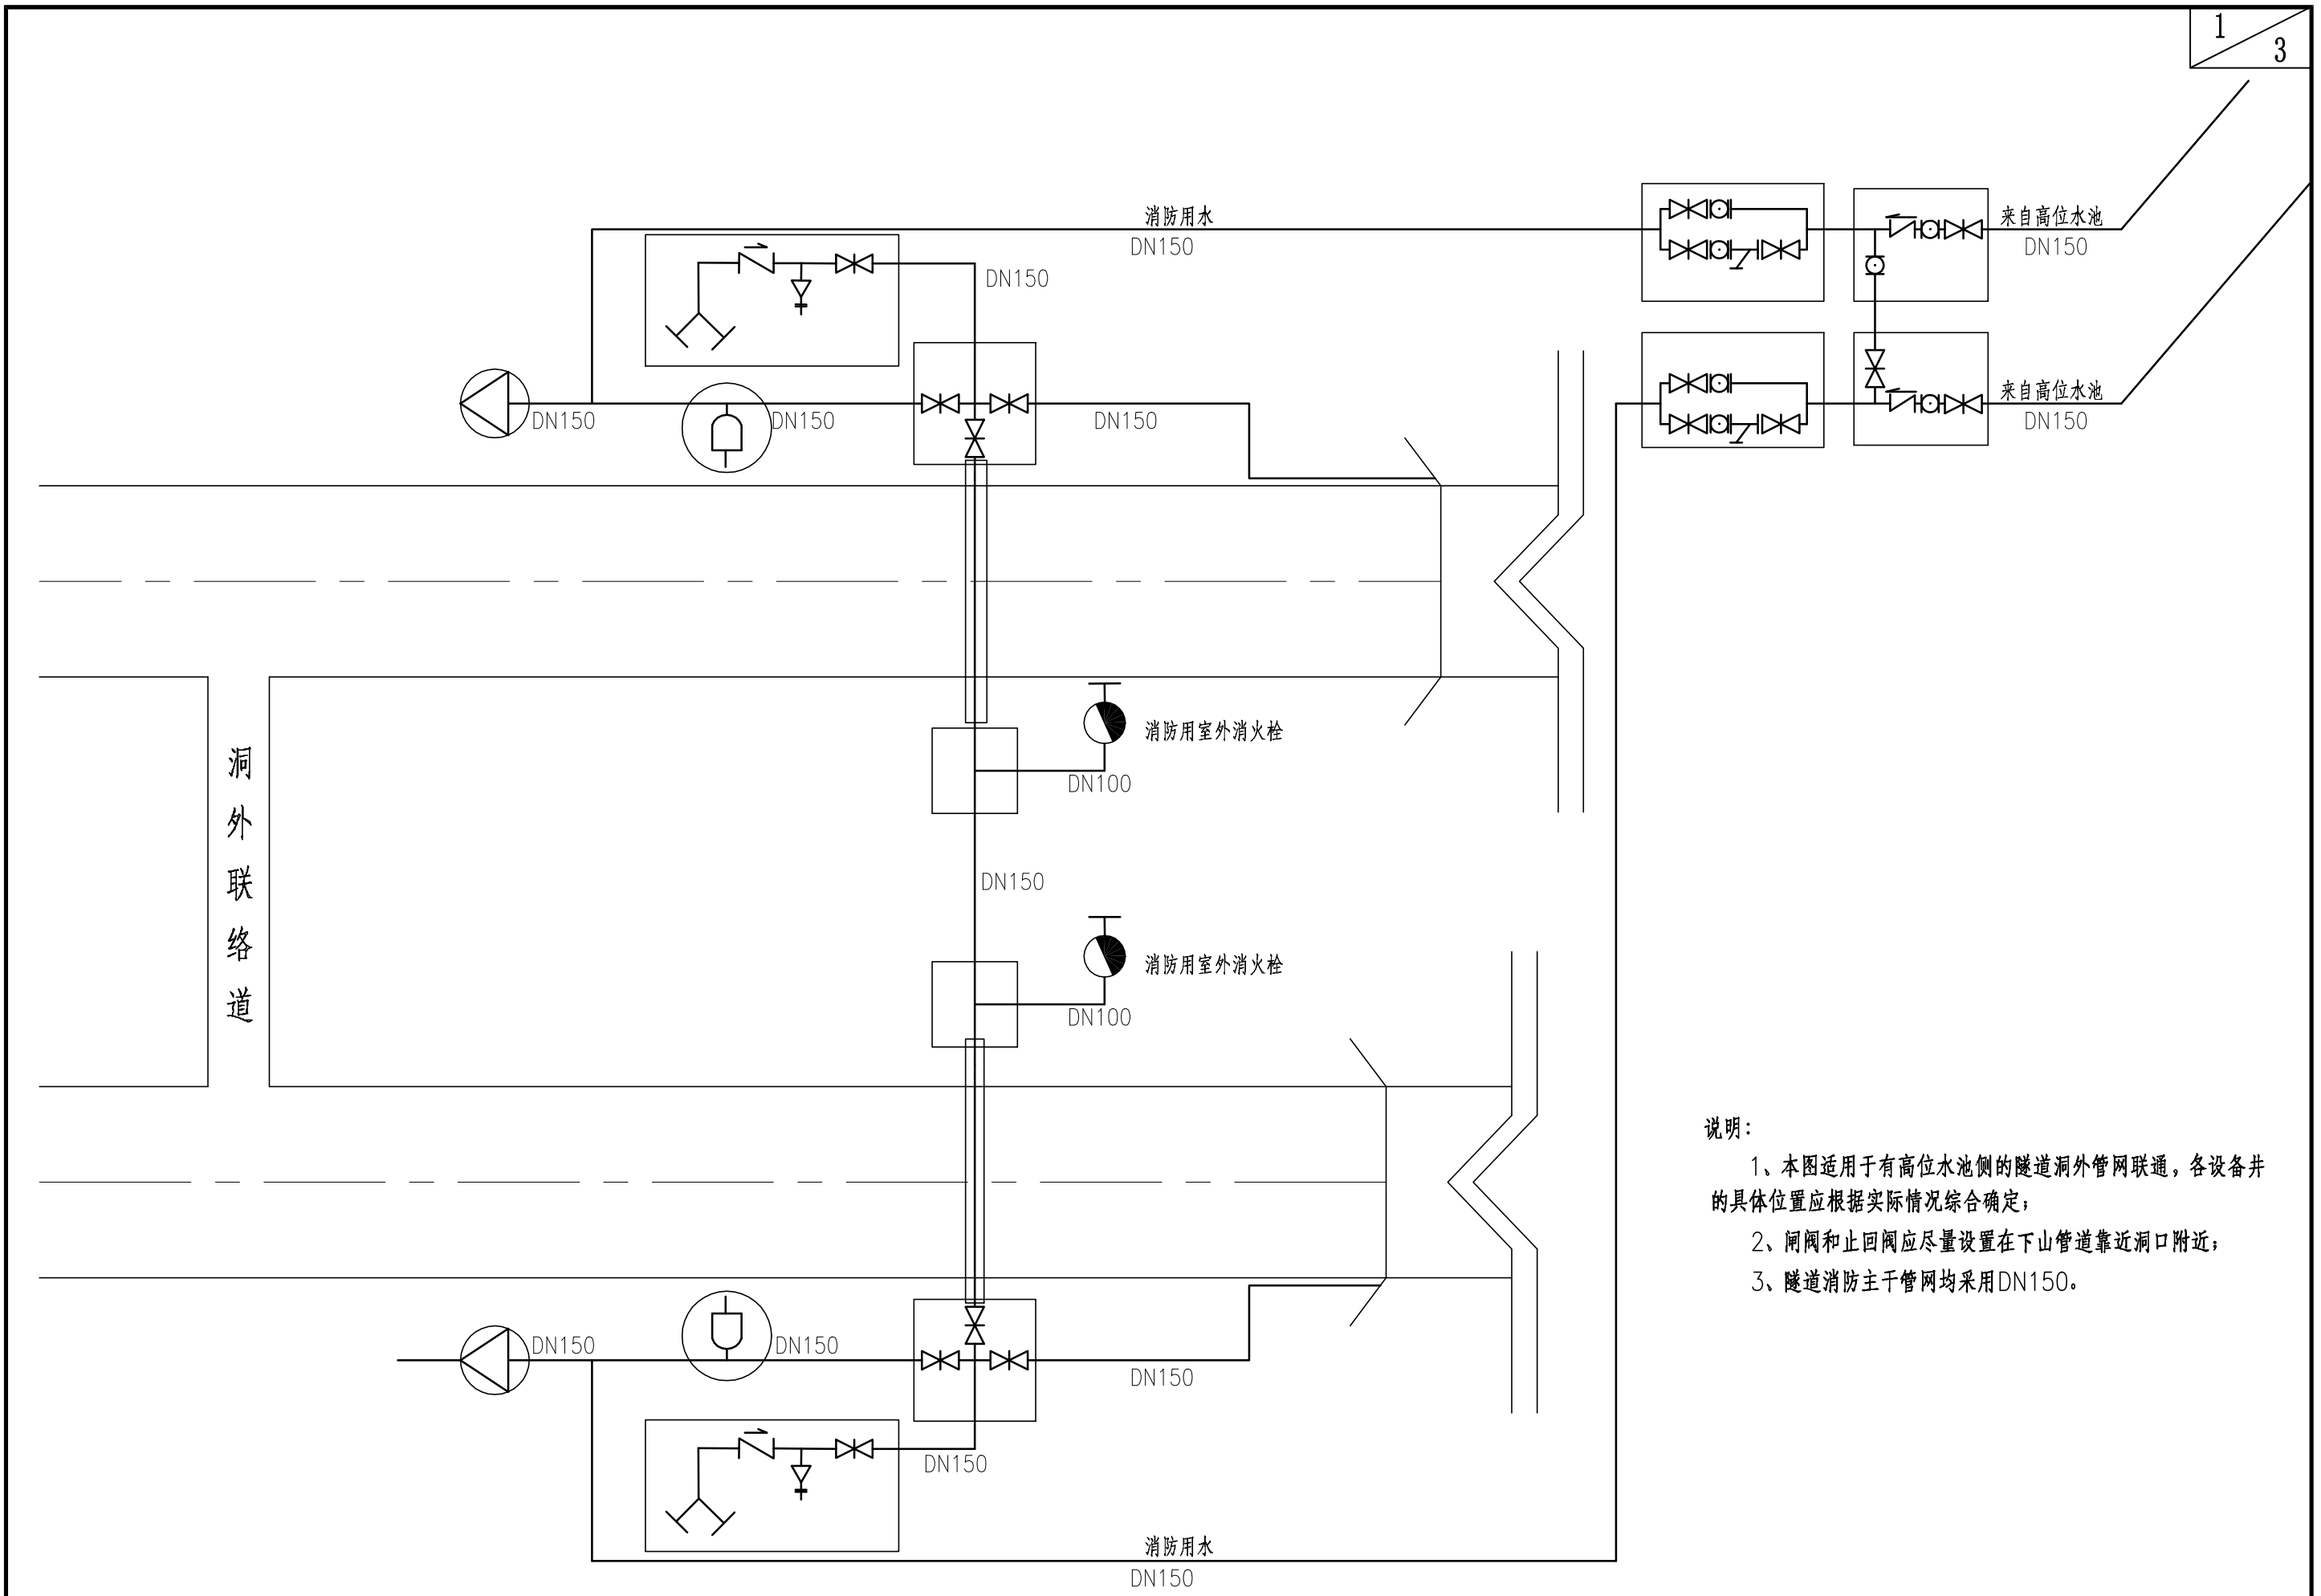 1
3
消防用水
DN150
来自高位水池
DN150
DN150
DN150
DN150
DN150
来自高位水池
DN150
消防用室外消火栓
DN100
洞外联络道
DN150
消防用室外消火栓
DN100
说明：
1、本图适用于有高位水池侧的隧道洞外管网联通，各设备井
的具体位置应根据实际情况综合确定；
2、闸阀和止回阀应尽量设置在下山管道靠近洞口附近；
3、隧道消防主干管网均采用DN150。
DN150
DN150
DN150
DN150
消防用水
DN150